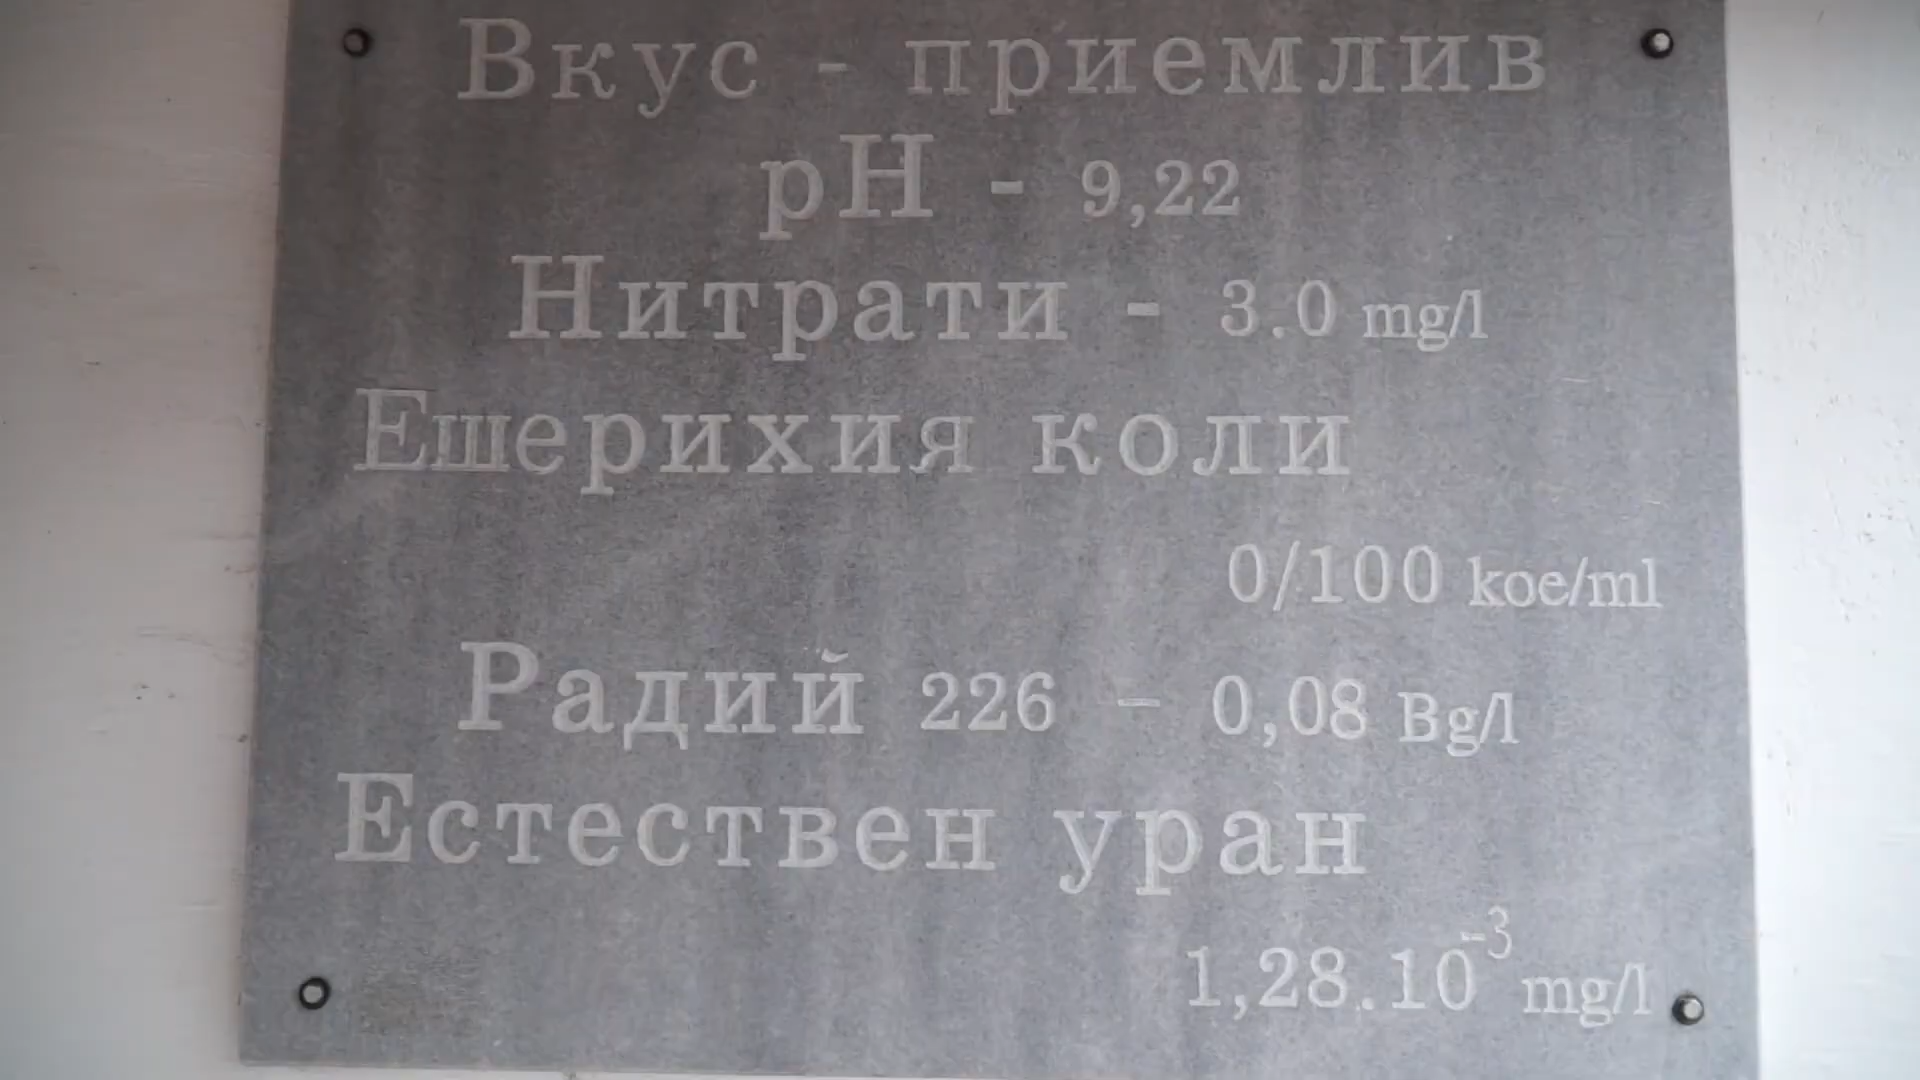 Вкус - приемлив
pH - 9,22
Нитрати - 3.0 mg/l
Ешерихия коли
0/100 koe/ml
Радий 226 - 0,08 Bg/l
Естествен уран
1,28.10⁻³ mg/l